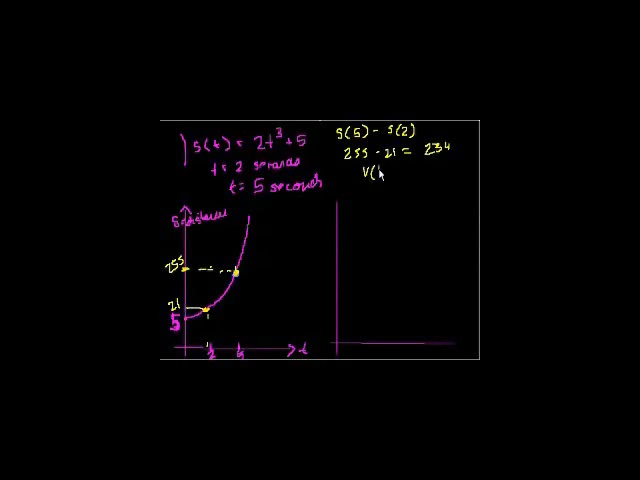 ) s(t) = 2t³+5
t = 2 seconds
t = 5 seconds
s(5) - s(2)
255 - 21 = 234
v(
s=distance
255
21
5
2 5 t